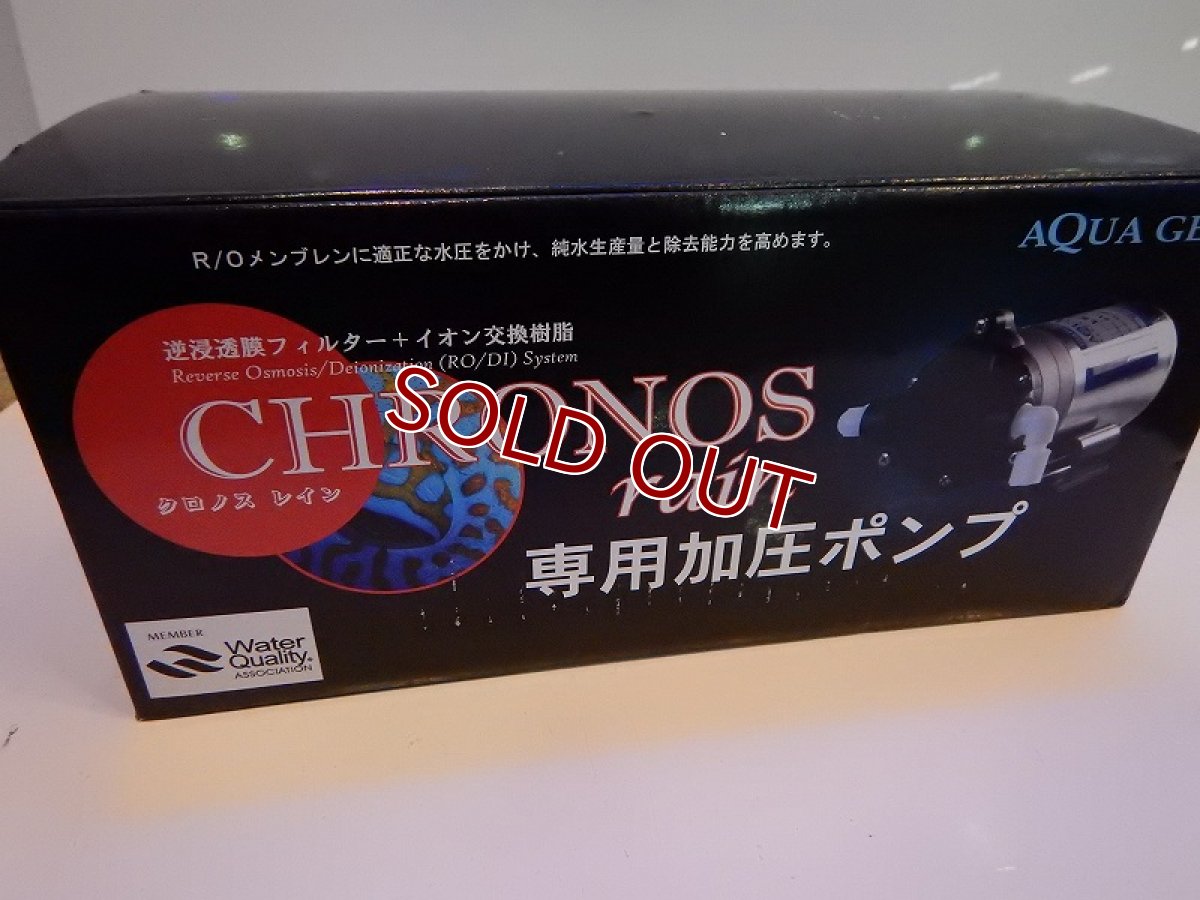 R/Oメンブレンに適正な水圧をかけ、純水生産量と除去能力を高めます。
AQUA GE
逆浸透膜フィルター＋イオン交換樹脂
Reverse Osmosis/Deionization (RO/DI) System
CHRONOS
rain
SOLD OUT
クロノス レイン
専用加圧ポンプ
MEMBER
Water
Quality
ASSOCIATION